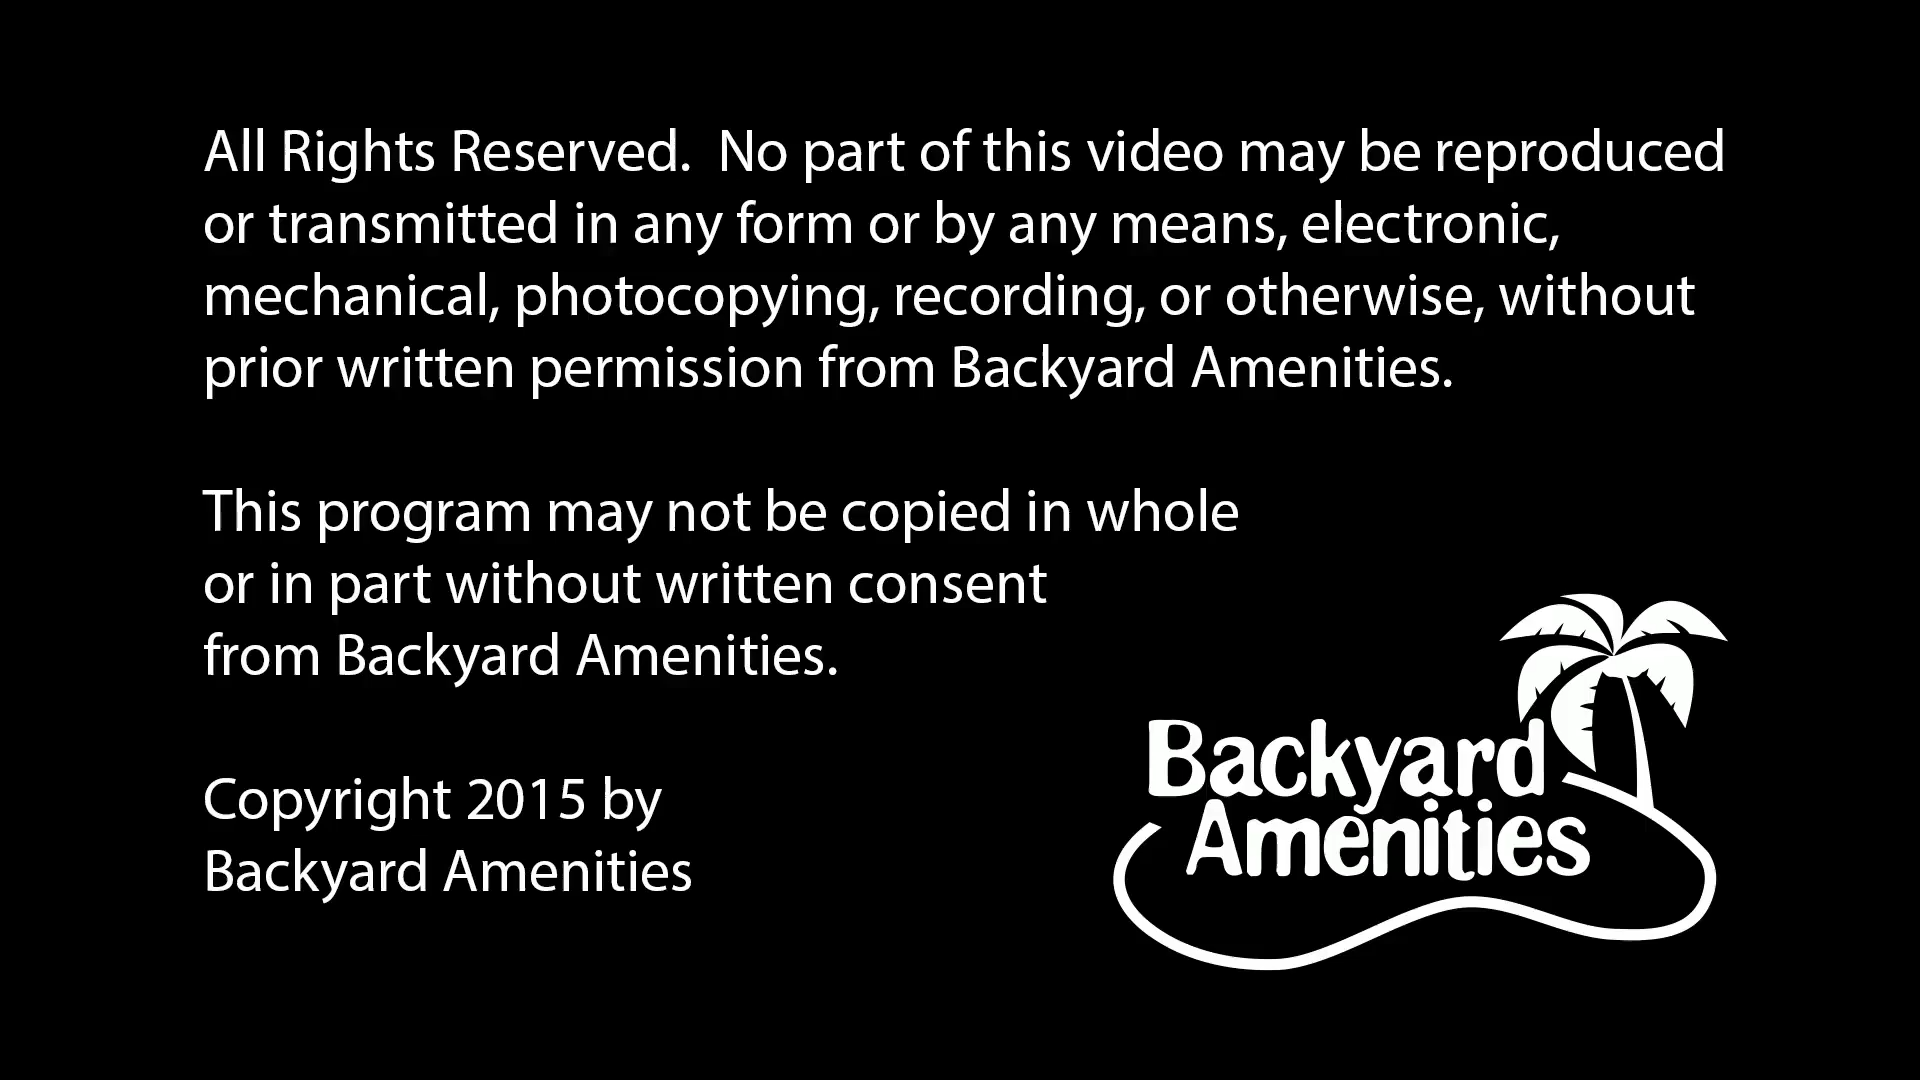 All Rights Reserved.  No part of this video may be reproduced
or transmitted in any form or by any means, electronic,
mechanical, photocopying, recording, or otherwise, without
prior written permission from Backyard Amenities.
This program may not be copied in whole
or in part without written consent
from Backyard Amenities.
Copyright 2015 by
Backyard Amenities
Backyard
Amenities